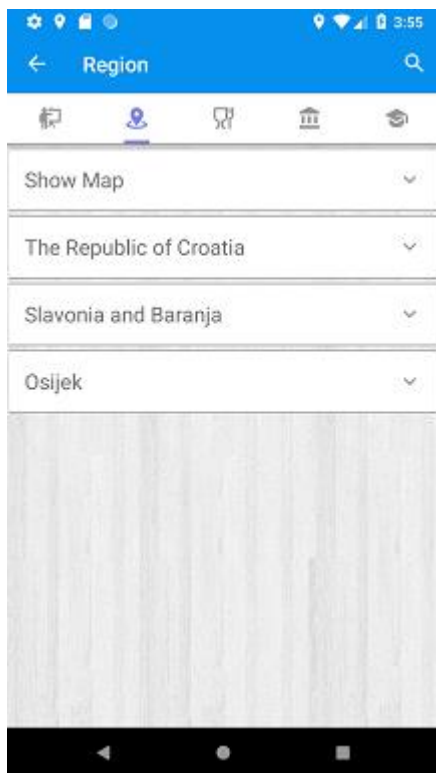 3:55
Region
Show Map
The Republic of Croatia
Slavonia and Baranja
Osijek